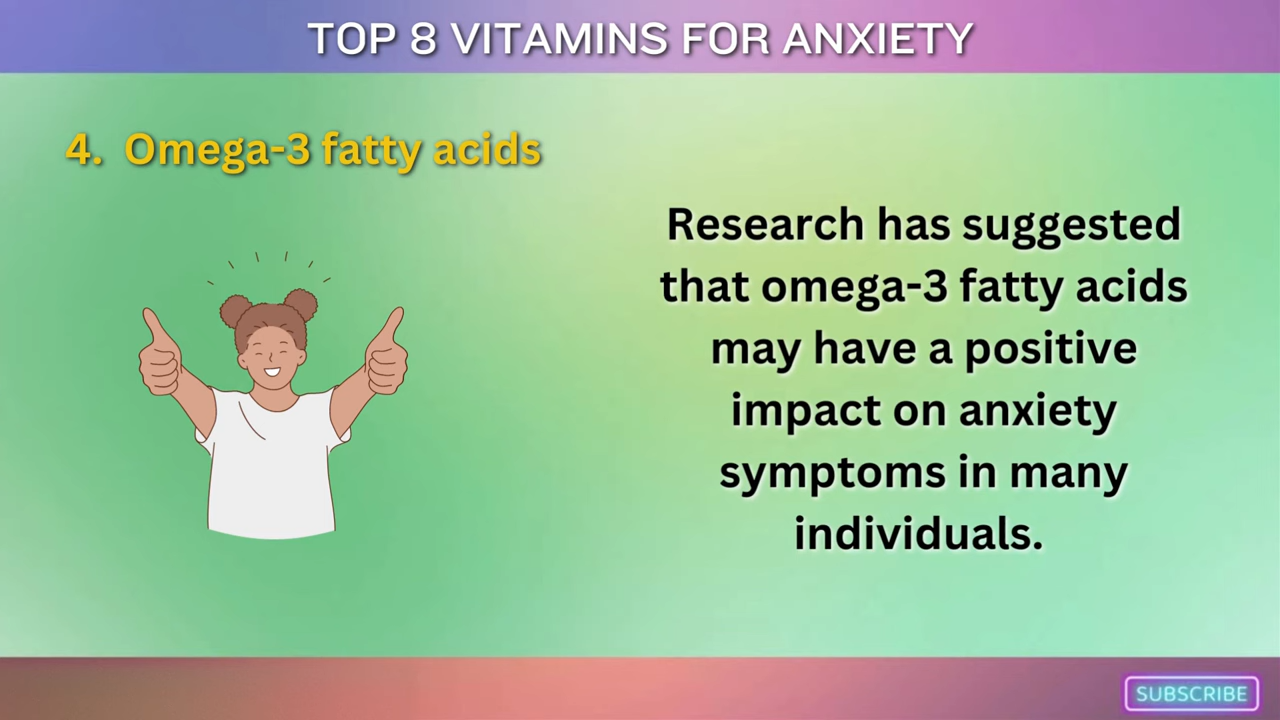 TOP 8 VITAMINS FOR ANXIETY
4. Omega-3 fatty acids
Research has suggested
that omega-3 fatty acids
may have a positive
impact on anxiety
symptoms in many
individuals.
SUBSCRIBE